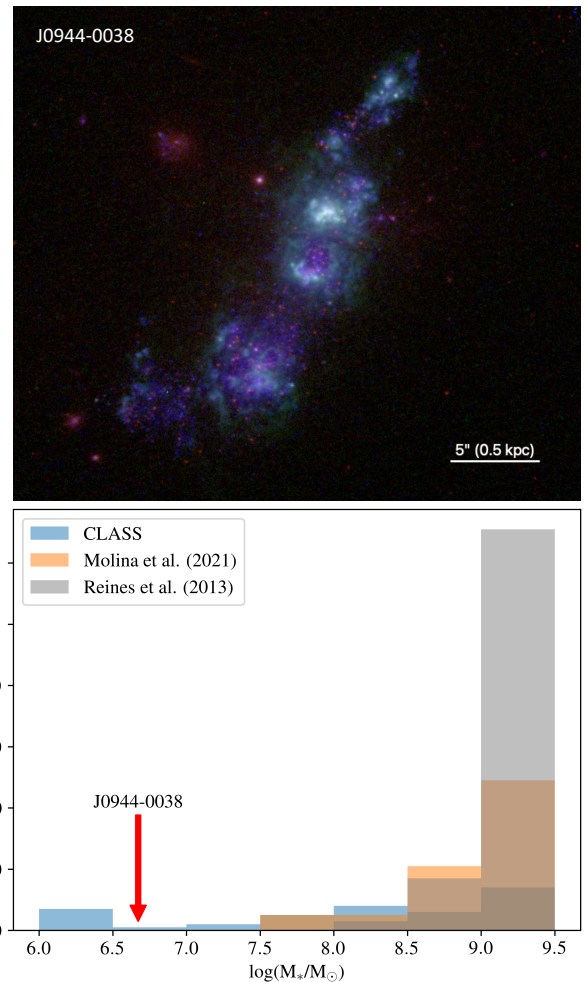 J0944-0038
5" (0.5 kpc)
CLASS
Molina et al. (2021)
Reines et al. (2013)
J0944-0038
6.0 6.5 7.0 7.5 8.0 8.5 9.0 9.5
log(M*/M☉)